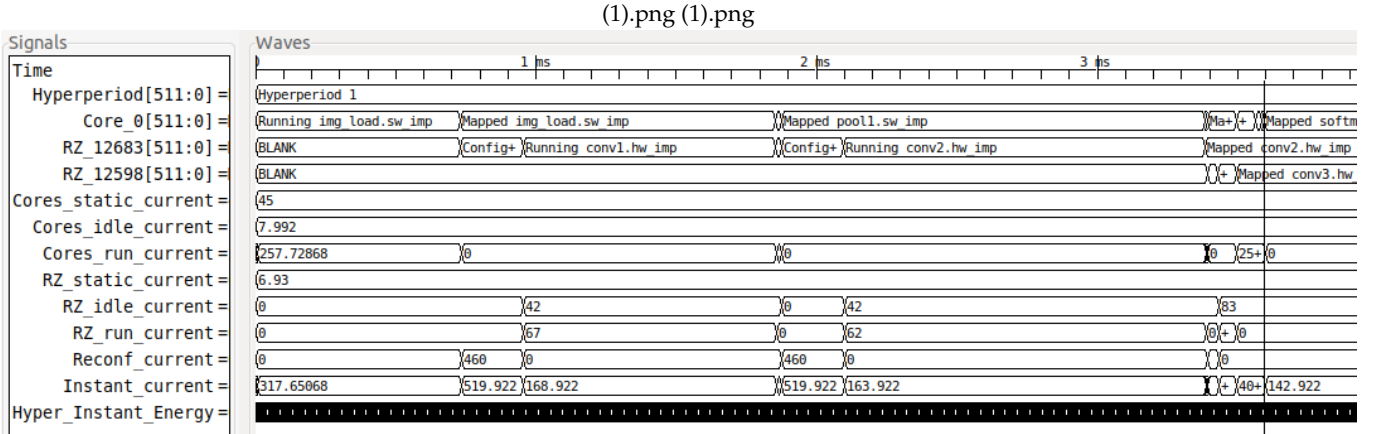 (1).png (1).png
Signals Waves
Time 1 ms 2 ms 3 ms
Hyperperiod[511:0] = Hyperperiod 1
Core_0[511:0] = Running img_load.sw_imp Mapped img_load.sw_imp Mapped pool1.sw_imp Ma+ + Mapped softm
RZ_12683[511:0] = BLANK Config+ Running conv1.hw_imp Config+ Running conv2.hw_imp Mapped conv2.hw_imp
RZ_12598[511:0] = BLANK + Mapped conv3.hw_
Cores_static_current = 45
Cores_idle_current = 7.992
Cores_run_current = 257.72868 0 0 0 25+ 0
RZ_static_current = 6.93
RZ_idle_current = 0 42 0 42 83
RZ_run_current = 0 67 0 62 0 + 0
Reconf_current = 0 460 0 460 0 0
Instant_current = 317.65068 519.922 168.922 519.922 163.922 + 40+ 142.922
Hyper_Instant_Energy =